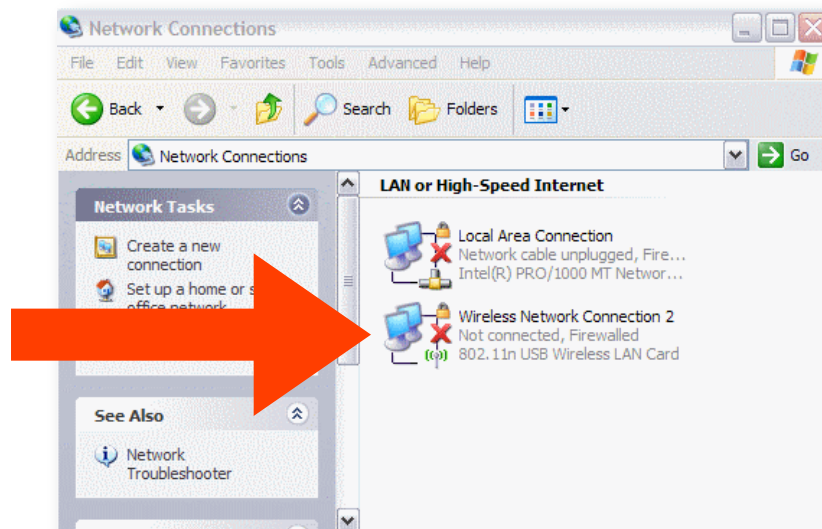 Network Connections
File Edit View Favorites Tools Advanced Help
Back Search Folders
Address Network Connections Go
Network Tasks
Create a new
connection
Set up a home or s
office network
See Also
Network
Troubleshooter
LAN or High-Speed Internet
Local Area Connection
Network cable unplugged, Fire...
Intel(R) PRO/1000 MT Networ...
Wireless Network Connection 2
Not connected, Firewalled
802.11n USB Wireless LAN Card